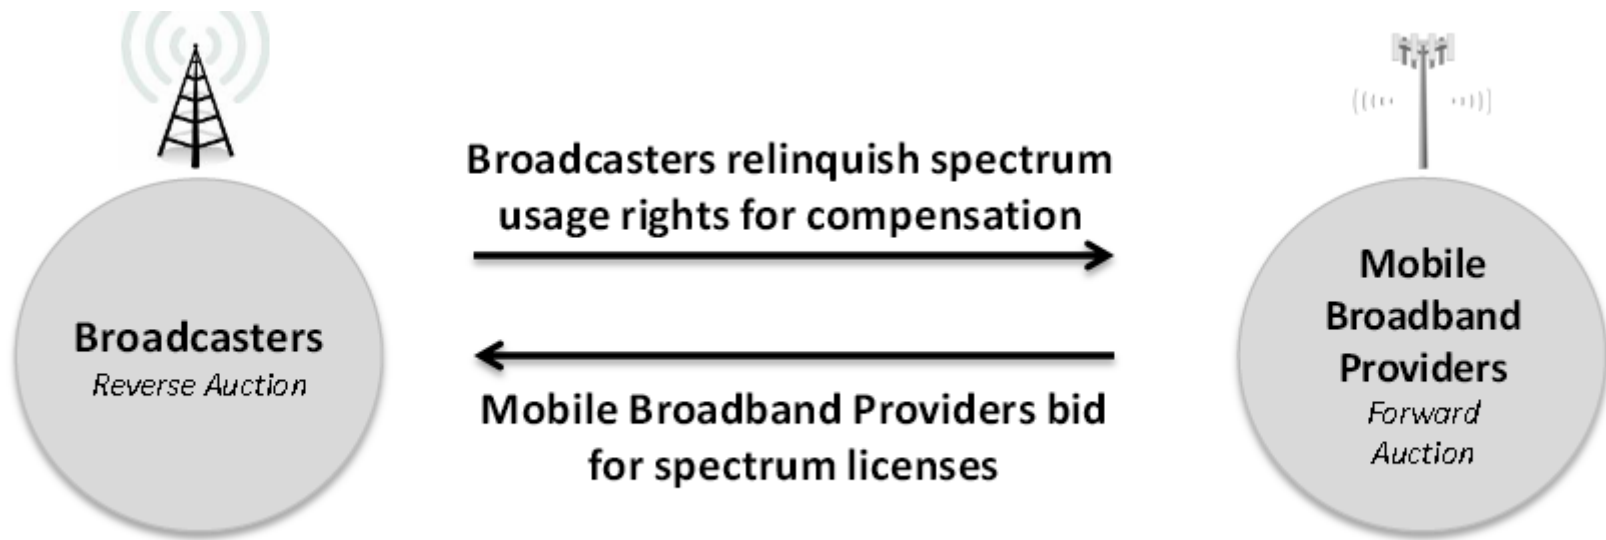 Broadcasters relinquish spectrum
usage rights for compensation
Broadcasters
Reverse Auction
Mobile
Broadband
Providers
Forward
Auction
Mobile Broadband Providers bid
for spectrum licenses